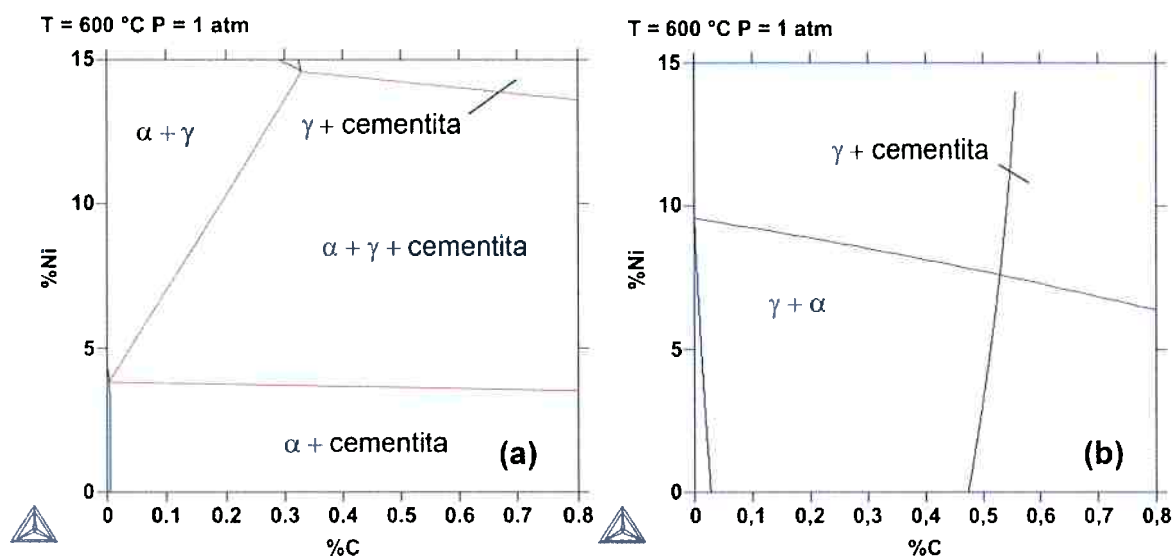 T = 600 °C P = 1 atm
15
10
5
0
%Ni
α + γ
γ + cementita
α + γ + cementita
α + cementita
(a)
0 0.1 0.2 0.3 0.4 0.5 0.6 0.7 0.8
%C
T = 600 °C P = 1 atm
15
10
5
0
%Ni
γ + cementita
γ + α
(b)
0 0,1 0,2 0,3 0,4 0,5 0,6 0,7 0,8
%C